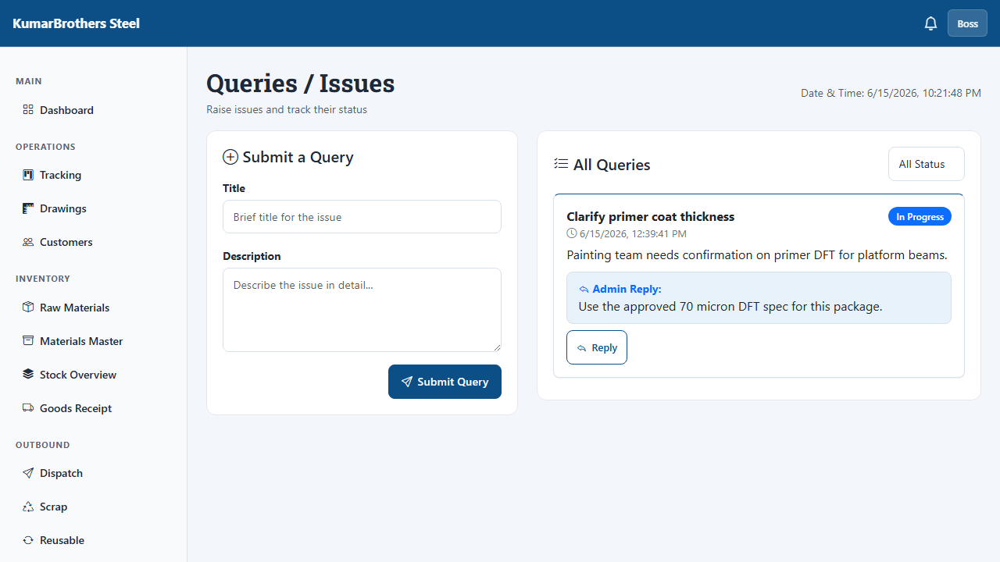 KumarBrothers Steel
Boss
MAIN
Dashboard
OPERATIONS
Tracking
Drawings
Customers
INVENTORY
Raw Materials
Materials Master
Stock Overview
Goods Receipt
OUTBOUND
Dispatch
Scrap
Reusable
Queries / Issues
Raise issues and track their status
Date & Time: 6/15/2026, 10:21:48 PM
Submit a Query
Title
Brief title for the issue
Description
Describe the issue in detail...
Submit Query
All Queries
All Status
Clarify primer coat thickness
In Progress
6/15/2026, 12:39:41 PM
Painting team needs confirmation on primer DFT for platform beams.
Admin Reply:
Use the approved 70 micron DFT spec for this package.
Reply